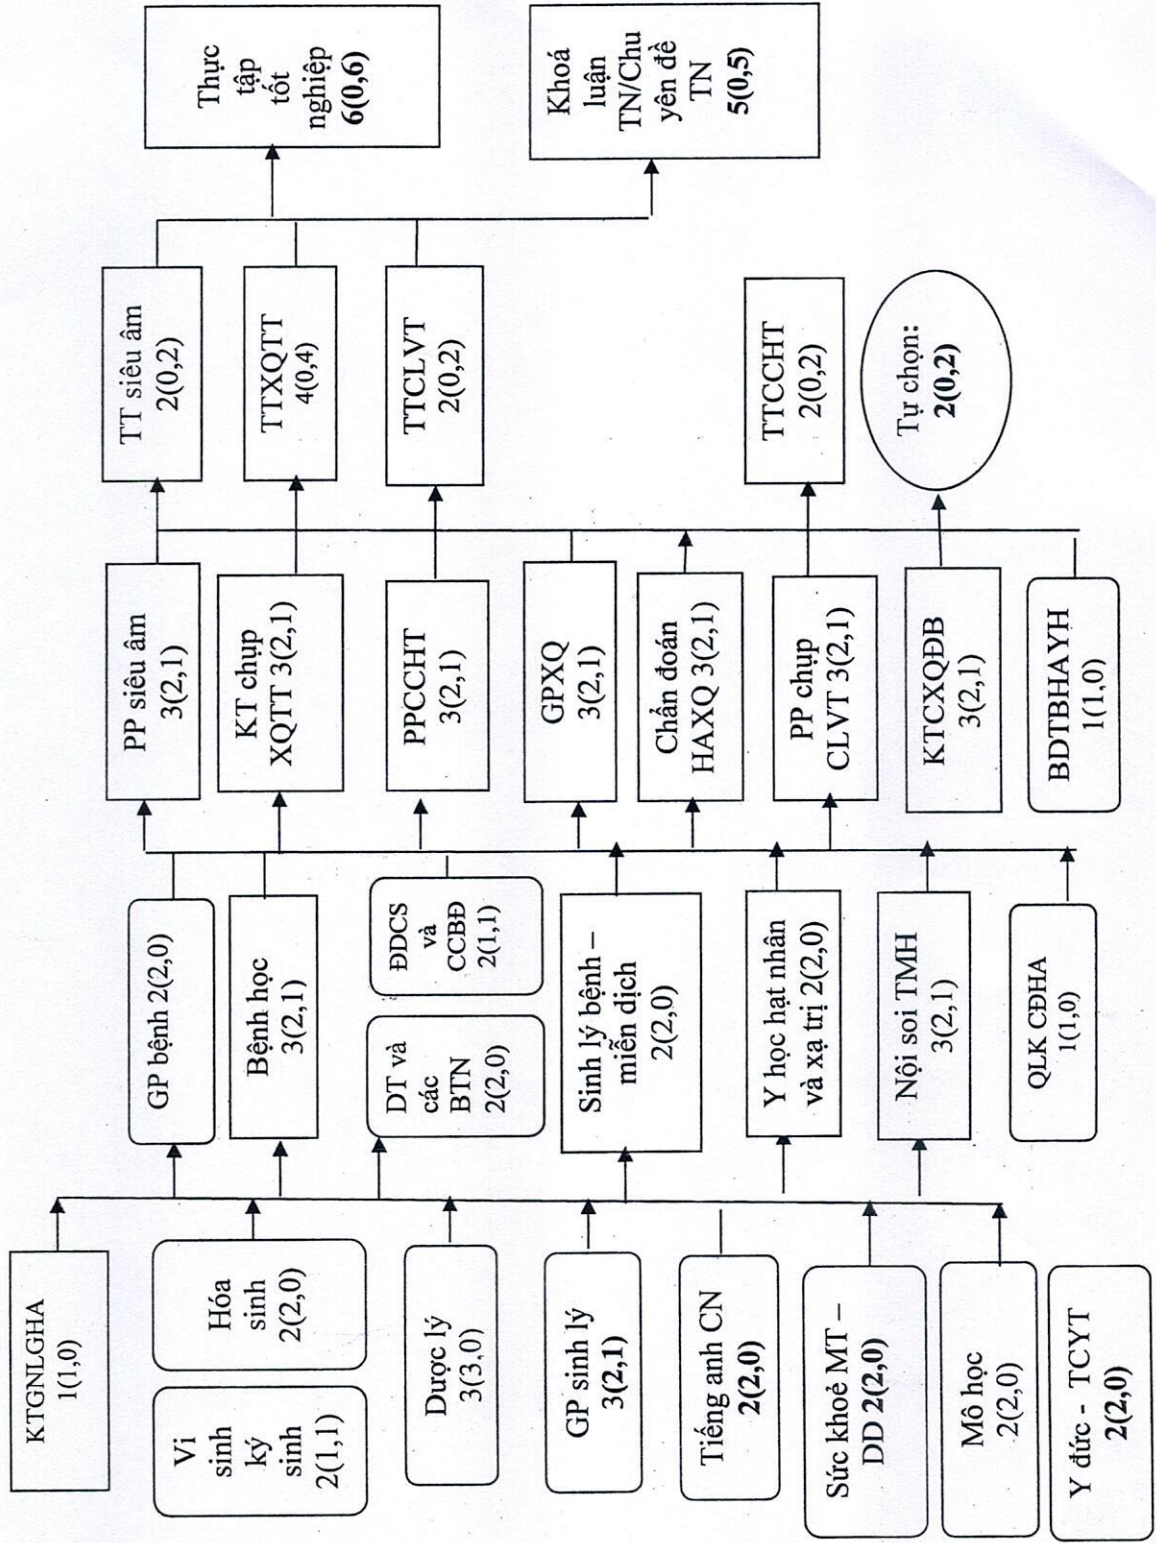 KTGNLGHA
1(1,0)
Vi
sinh
ký
sinh
2(1,1)
Hóa
sinh
2(2,0)
Dược lý
3(3,0)
GP sinh lý
3(2,1)
Tiếng anh CN
2(2,0)
Sức khoẻ MT –
DD 2(2,0)
Mô học
2(2,0)
Y đức - TCYT
2(2,0)
GP bệnh 2(2,0)
Bệnh học
3(2,1)
DT và
các
BTN
2(2,0)
ĐDCS
và
CCBĐ
2(1,1)
Sinh lý bệnh –
miễn dịch
2(2,0)
Y học hạt nhân
và xạ trị 2(2,0)
Nội soi TMH
3(2,1)
QLK CĐHA
1(1,0)
PP siêu âm
3(2,1)
KT chụp
XQTT 3(2,1)
PPCCHT
3(2,1)
GPXQ
3(2,1)
Chẩn đoán
HAXQ 3(2,1)
PP chụp
CLVT 3(2,1)
KTCXQĐB
3(2,1)
BDTBHAYH
1(1,0)
TT siêu âm
2(0,2)
TTXQTT
4(0,4)
TTCLVT
2(0,2)
TTCCHT
2(0,2)
Tự chọn:
2(0,2)
Thực
tập
tốt
nghiệp
6(0,6)
Khoá
luận
TN/Chu
yên đề
TN
5(0,5)